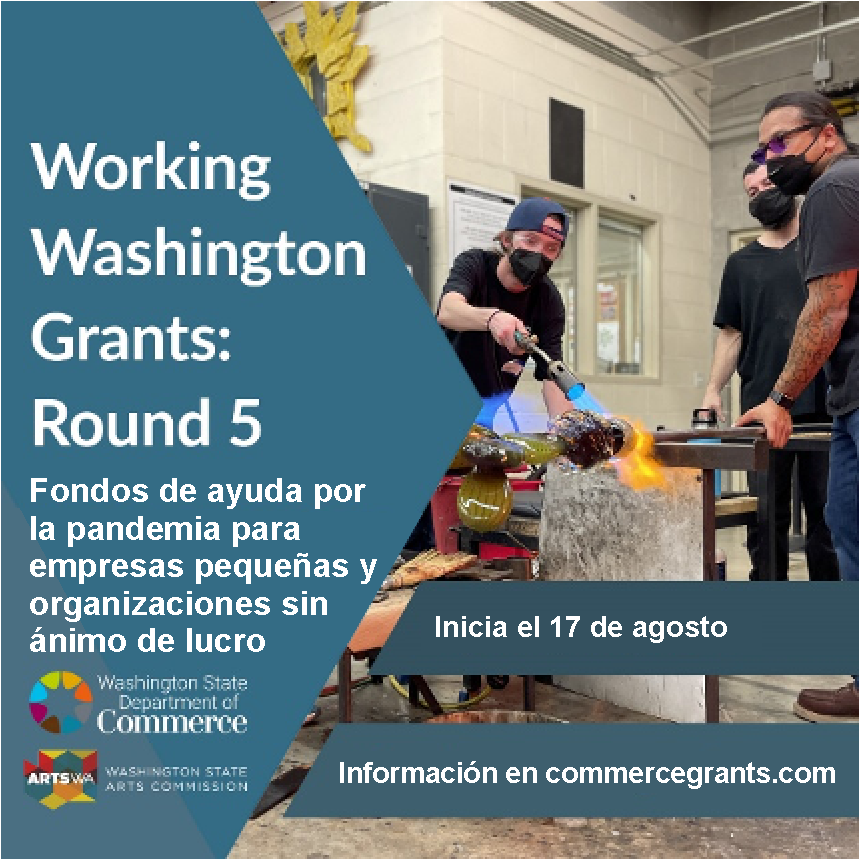 Working
Washington
Grants:
Round 5
Fondos de ayuda por
la pandemia para
empresas pequeñas y
organizaciones sin
ánimo de lucro
Inicia el 17 de agosto
Información en commercegrants.com
Washington State
Department of
Commerce
ARTSWA
WASHINGTON STATE
ARTS COMMISSION